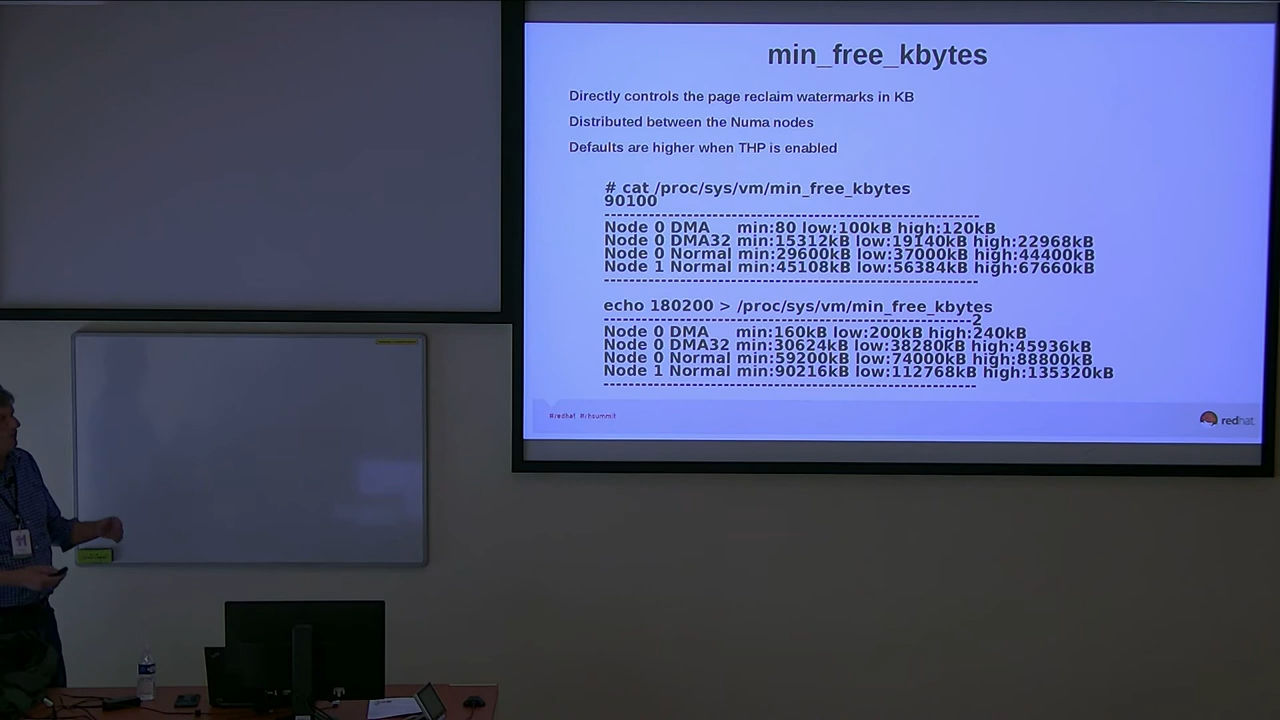 min_free_kbytes
Directly controls the page reclaim watermarks in KB
Distributed between the Numa nodes
Defaults are higher when THP is enabled
# cat /proc/sys/vm/min_free_kbytes
90100
------------------------------------------------------------------
Node 0 DMA min:80 low:100kB high:120kB
Node 0 DMA32 min:15312kB low:19140kB high:22968kB
Node 0 Normal min:29600kB low:37000kB high:44400kB
Node 1 Normal min:45108kB low:56384kB high:67660kB
------------------------------------------------------------------
echo 180200 > /proc/sys/vm/min_free_kbytes
-----------------------------------------------------------------2
Node 0 DMA min:160kB low:200kB high:240kB
Node 0 DMA32 min:30624kB low:38280kB high:45936kB
Node 0 Normal min:59200kB low:74000kB high:88800kB
Node 1 Normal min:90216kB low:112768kB high:135320kB
------------------------------------------------------------------
#redhat #rhsummit
redhat.